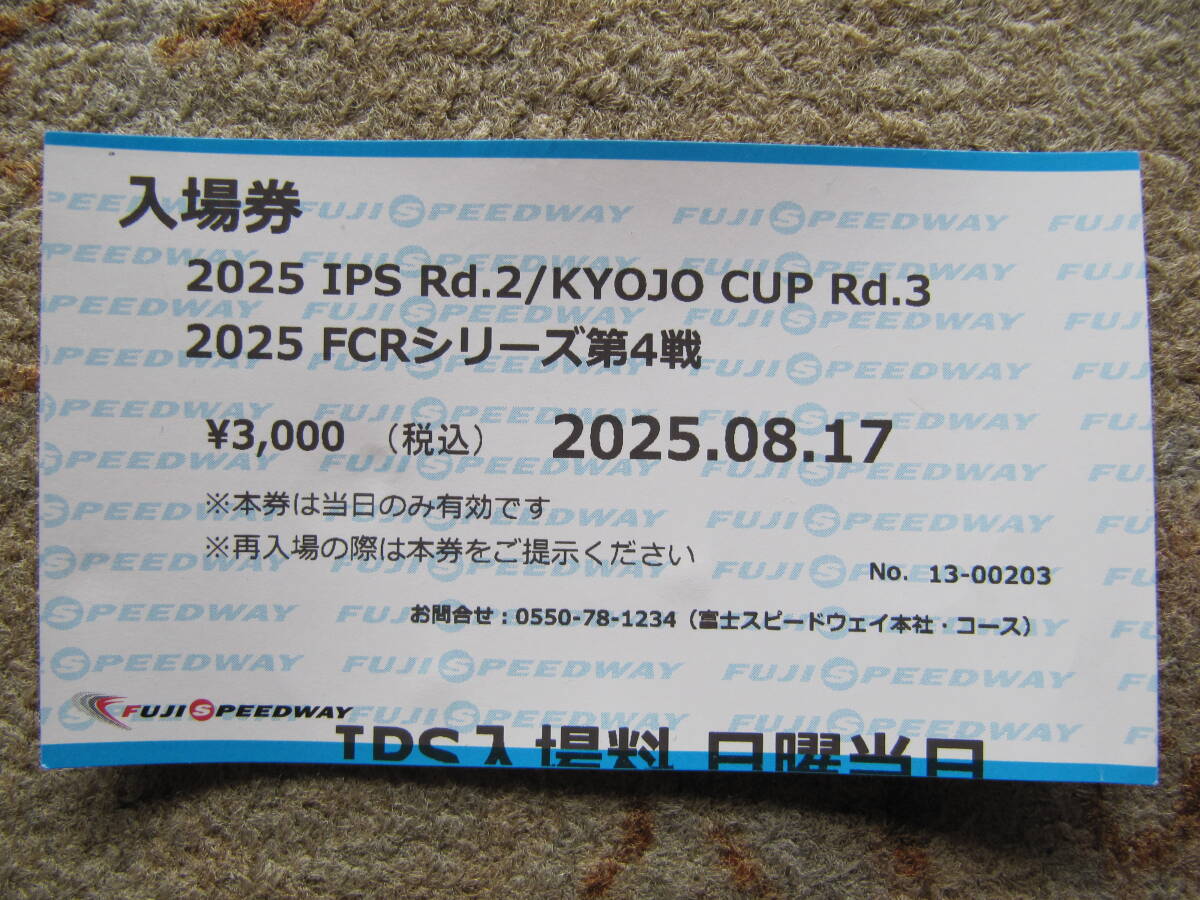 入場券
2025 IPS Rd.2/KYOJO CUP Rd.3
2025 FCRシリーズ第4戦
¥3,000 （税込） 2025.08.17
※本券は当日のみ有効です
※再入場の際は本券をご提示ください
No. 13-00203
お問合せ：0550-78-1234（富士スピードウェイ本社・コース）
FUJI SPEEDWAY
IPS入場料 日曜当日